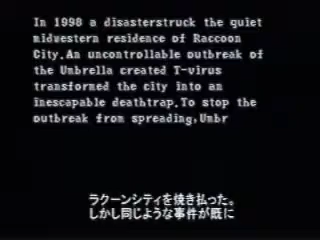 In 1998 a disasterstruck the quiet
midwestern residence of Raccoon
City.An uncontrollable outbreak of
the Umbrella created T-virus
transformed the city into an
inescapable deathtrap.To stop the
outbreak from spreading,Umbr
ラクーンシティを焼き払った。
しかし同じような事件が既に